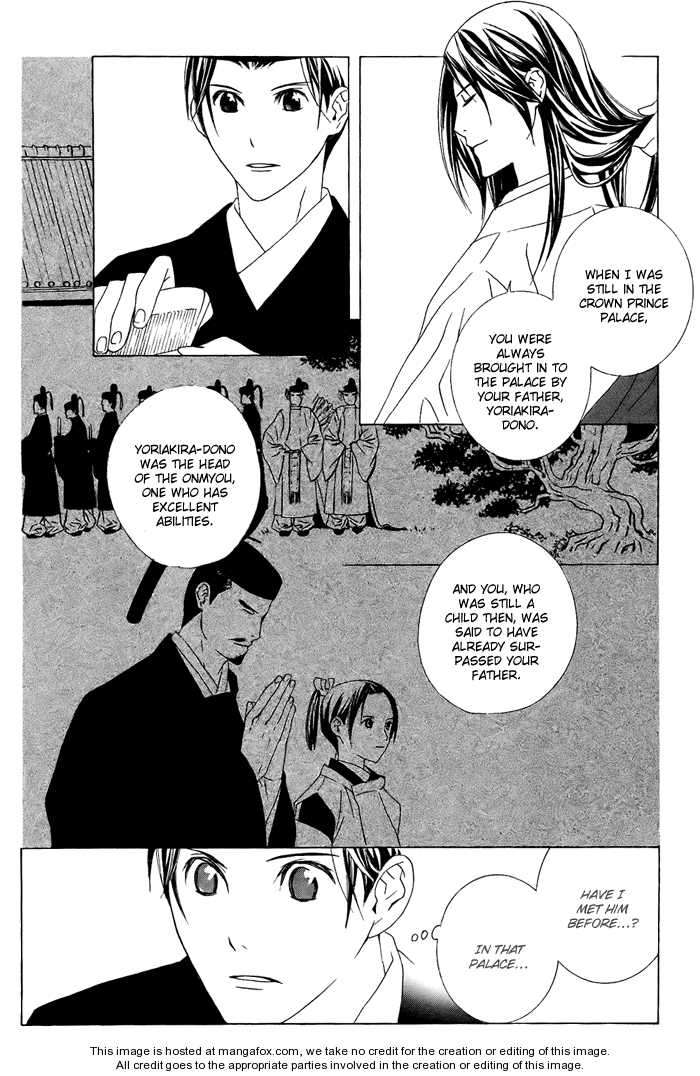 WHEN I WAS
STILL IN THE
CROWN PRINCE
PALACE,
YOU WERE
ALWAYS
BROUGHT IN TO
THE PALACE BY
YOUR FATHER,
YORIAKIRA-
DONO.
YORIAKIRA-DONO
WAS THE HEAD
OF THE ONMYOU,
ONE WHO HAS
EXCELLENT
ABILITIES.
AND YOU, WHO
WAS STILL A
CHILD THEN, WAS
SAID TO HAVE
ALREADY SUR-
PASSED YOUR
FATHER.
HAVE I
MET HIM
BEFORE...?
IN THAT
PALACE...
This image is hosted at mangafox.com, we take no credit for the creation or editing of this image.
All credit goes to the appropriate parties involved in the creation or editing of this image.